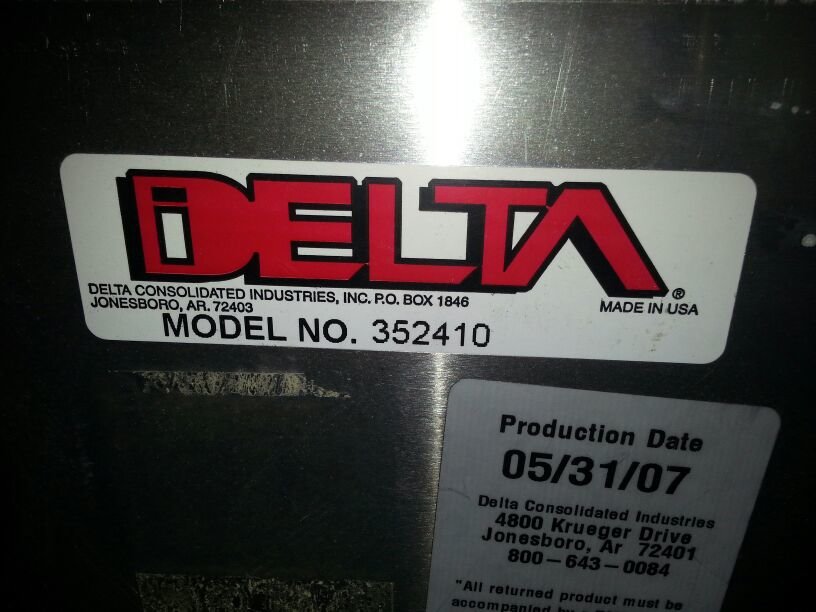 DELTA®
DELTA CONSOLIDATED INDUSTRIES, INC. P.O. BOX 1846
JONESBORO, AR. 72403
MADE IN USA
MODEL NO. 352410
Production Date
05/31/07
Delta Consolidated Industries
4800 Krueger Drive
Jonesboro, Ar 72401
800-643-0084
"All returned product must be
accompanied by a